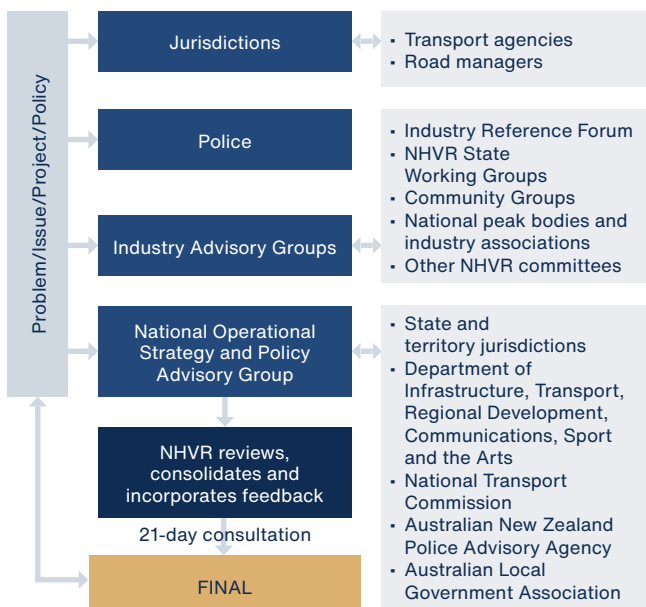 Problem/Issue/Project/Policy
Jurisdictions
▪ Transport agencies
▪ Road managers
Police
▪ Industry Reference Forum
▪ NHVR State
Working Groups
▪ Community Groups
▪ National peak bodies and
industry associations
▪ Other NHVR committees
Industry Advisory Groups
National Operational
Strategy and Policy
Advisory Group
▪ State and
territory jurisdictions
▪ Department of
Infrastructure, Transport,
Regional Development,
Communications, Sport
and the Arts
▪ National Transport
Commission
▪ Australian New Zealand
Police Advisory Agency
▪ Australian Local
Government Association
NHVR reviews,
consolidates and
incorporates feedback
21-day consultation
FINAL